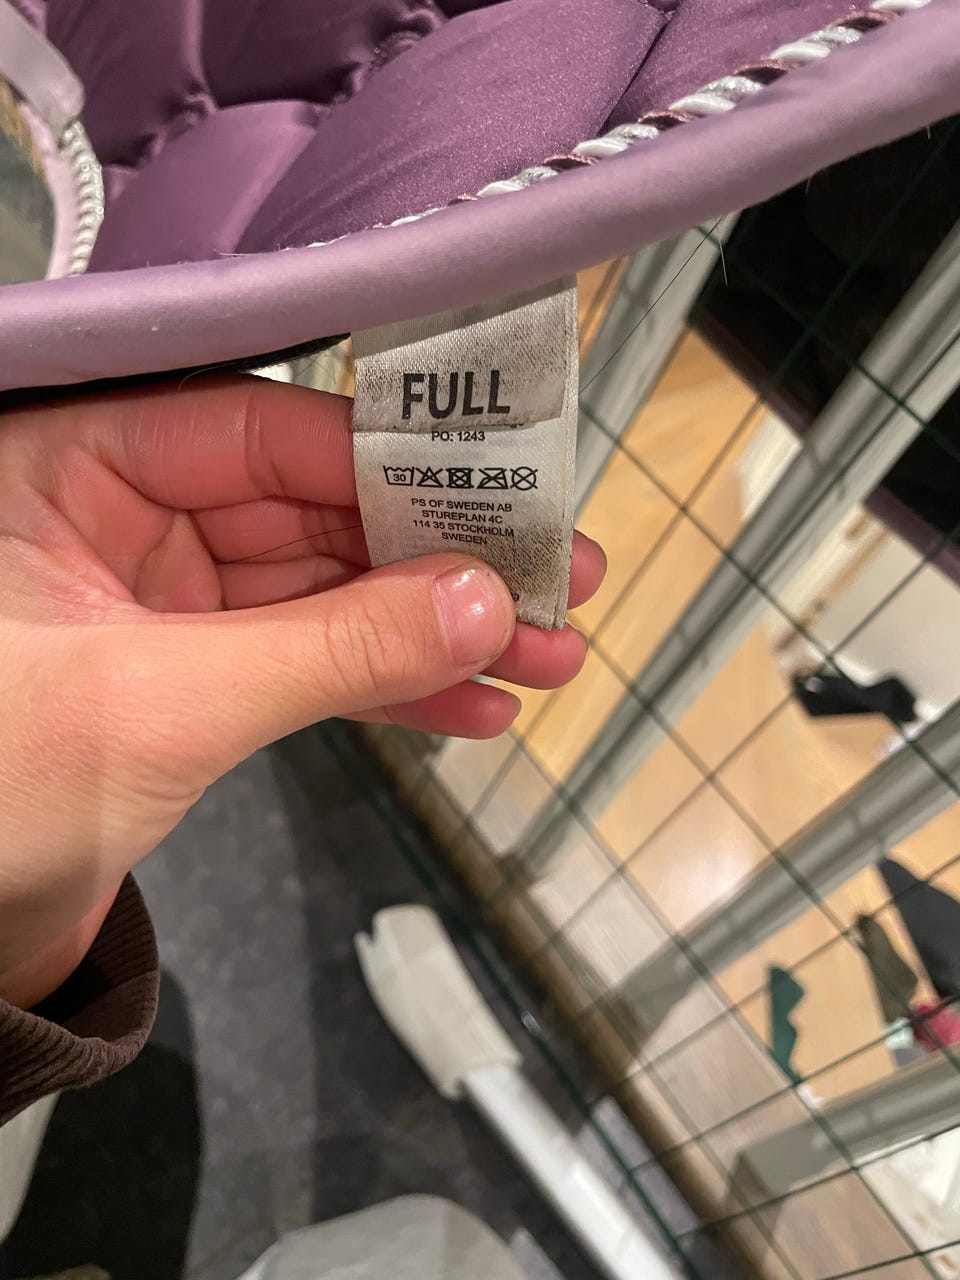 FULL
PO: 1243
30
PS OF SWEDEN AB
STUREPLAN 4C
114 35 STOCKHOLM
SWEDEN